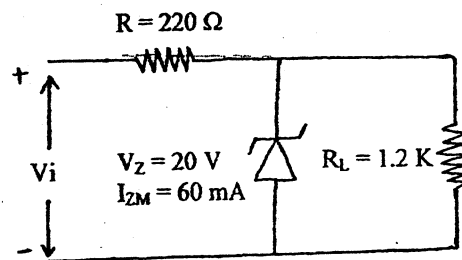 R = 220 Ω
+
Vi
V_Z = 20 V
I_ZM = 60 mA
R_L = 1.2 K
-